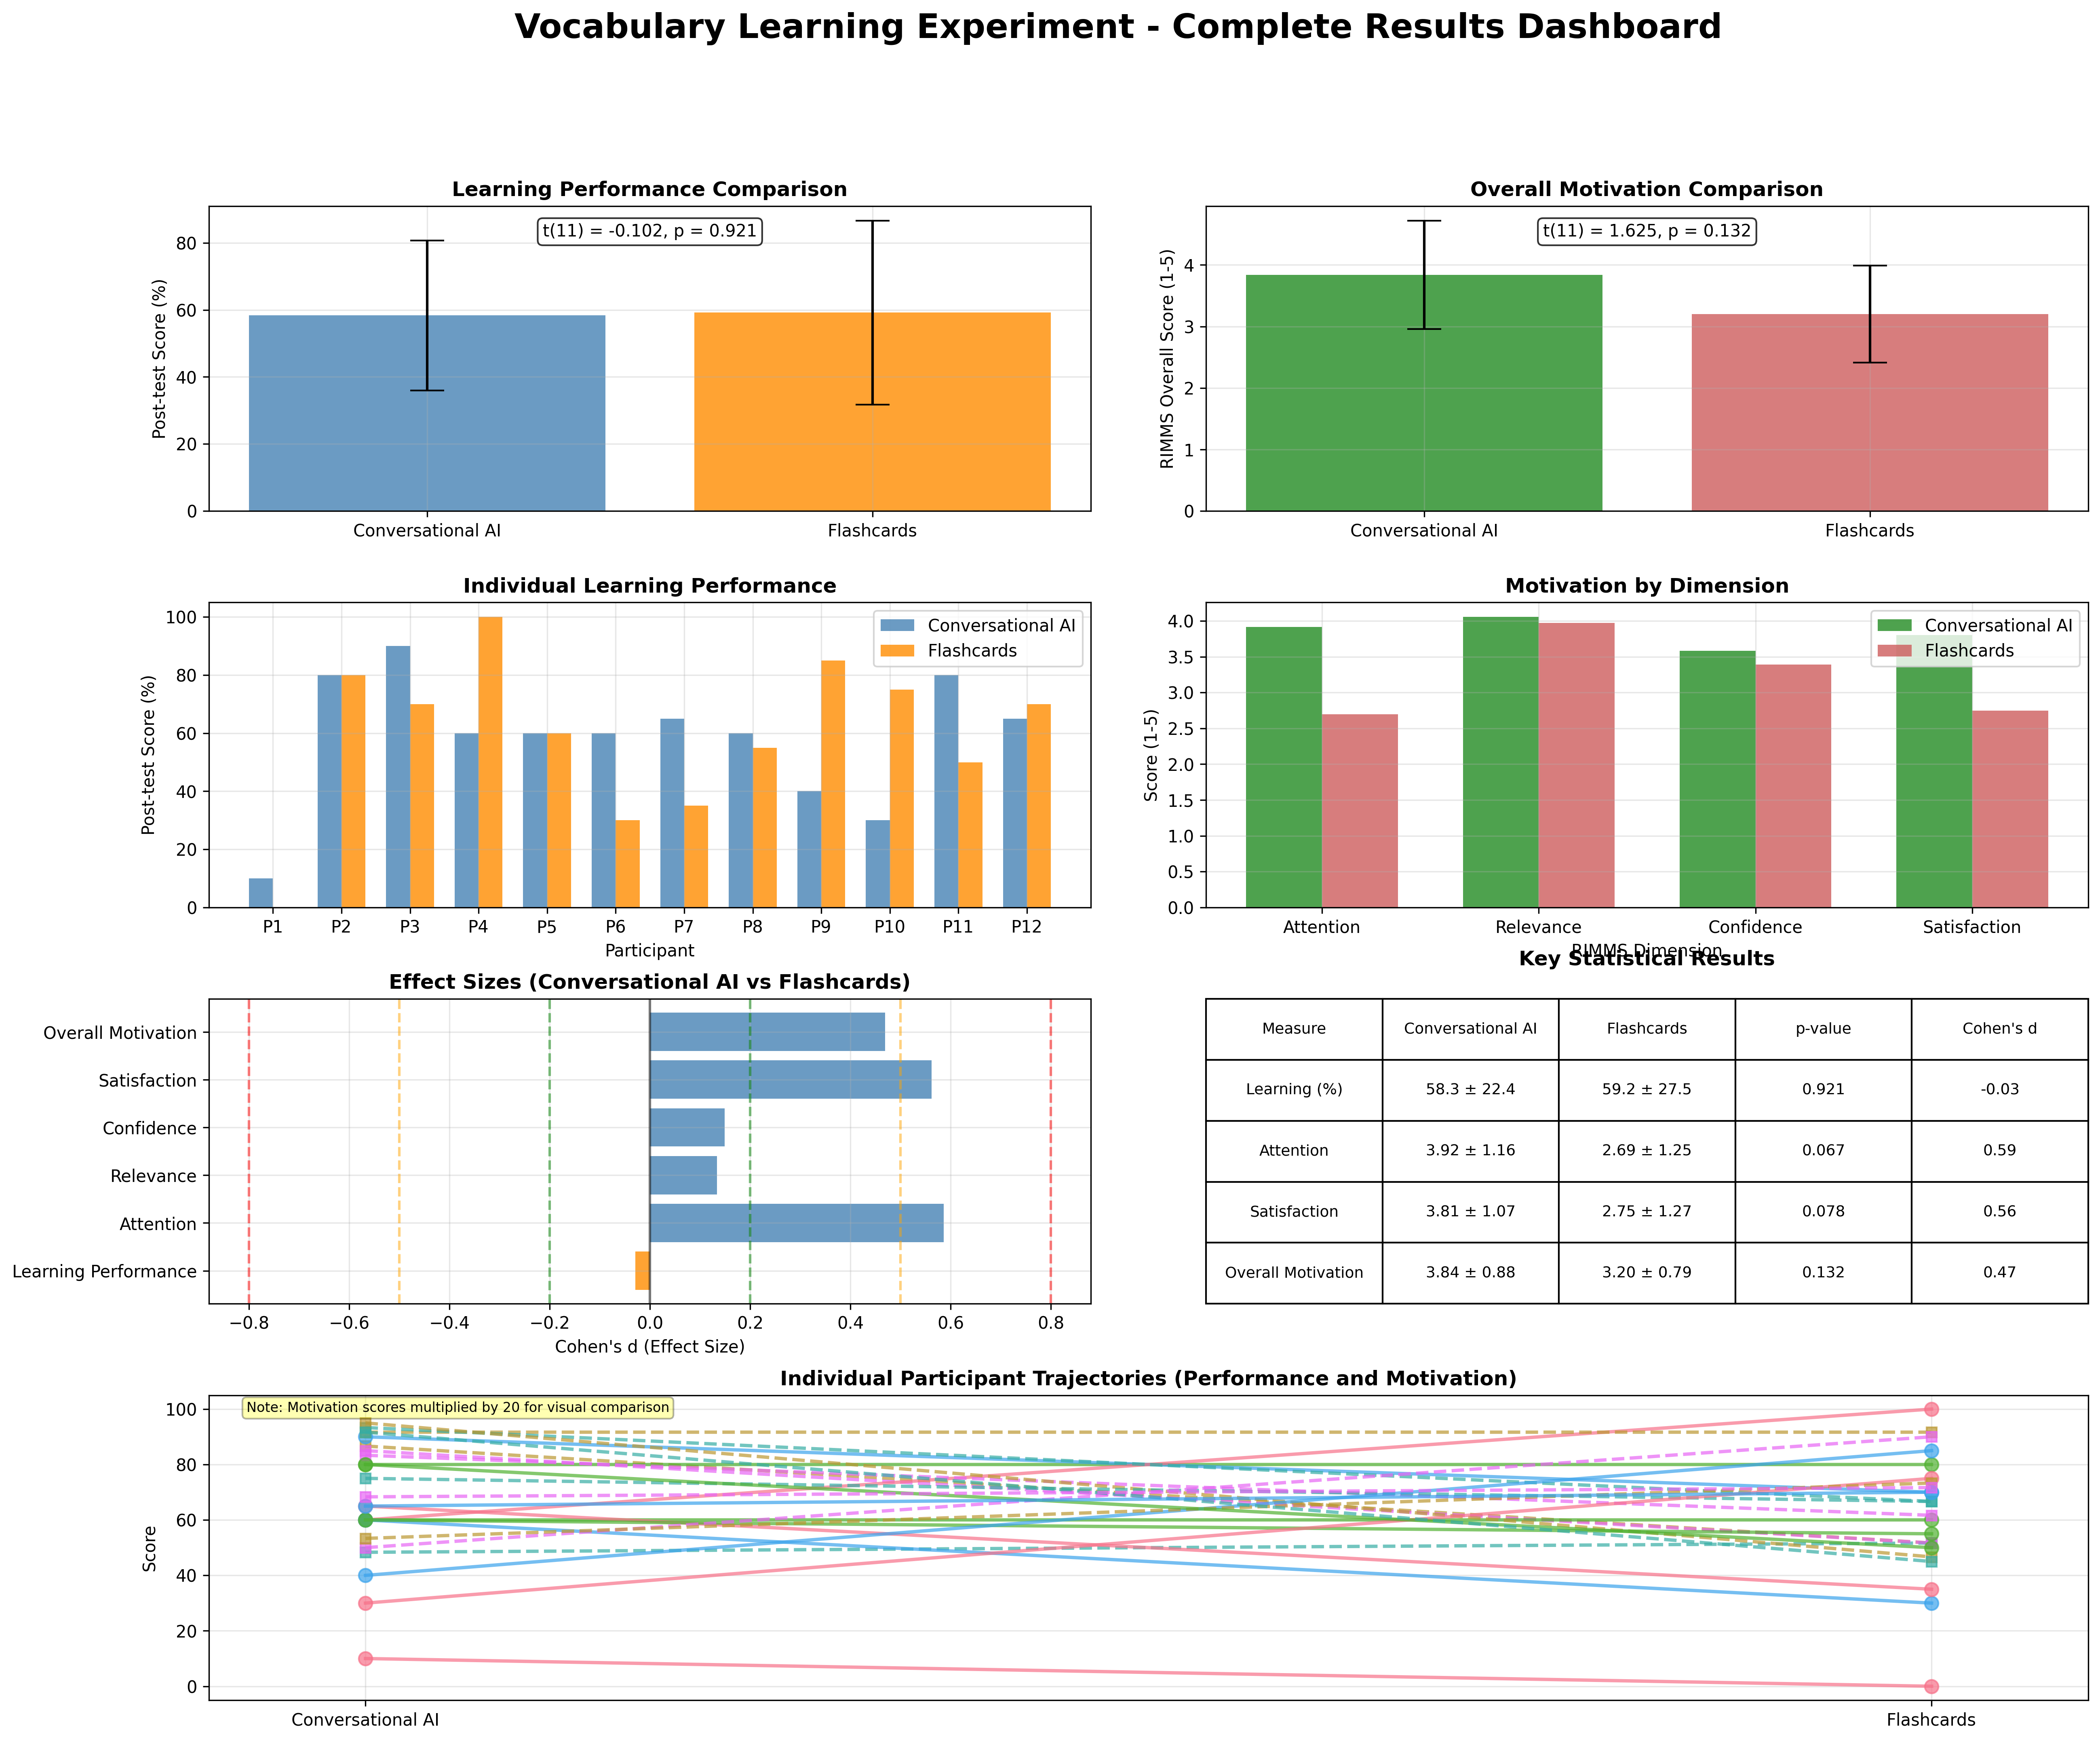 Vocabulary Learning Experiment - Complete Results Dashboard
Learning Performance Comparison
t(11) = -0.102, p = 0.921
Post-test Score (%)
80
60
40
20
0
Conversational AI
Flashcards
Overall Motivation Comparison
t(11) = 1.625, p = 0.132
RIMMS Overall Score (1-5)
4
3
2
1
0
Conversational AI
Flashcards
Individual Learning Performance
Conversational AI
Flashcards
Post-test Score (%)
100
80
60
40
20
0
P1
P2
P3
P4
P5
P6
P7
P8
P9
P10
P11
P12
Participant
Motivation by Dimension
Conversational AI
Flashcards
Score (1-5)
4.0
3.5
3.0
2.5
2.0
1.5
1.0
0.5
0.0
Attention
Relevance
Confidence
Satisfaction
RIMMS Dimension
Effect Sizes (Conversational AI vs Flashcards)
Overall Motivation
Satisfaction
Confidence
Relevance
Attention
Learning Performance
−0.8
−0.6
−0.4
−0.2
0.0
0.2
0.4
0.6
0.8
Cohen's d (Effect Size)
Key Statistical Results
Measure Conversational AI Flashcards p-value Cohen's d
Learning (%) 58.3 ± 22.4 59.2 ± 27.5 0.921 -0.03
Attention 3.92 ± 1.16 2.69 ± 1.25 0.067 0.59
Satisfaction 3.81 ± 1.07 2.75 ± 1.27 0.078 0.56
Overall Motivation 3.84 ± 0.88 3.20 ± 0.79 0.132 0.47
Individual Participant Trajectories (Performance and Motivation)
Note: Motivation scores multiplied by 20 for visual comparison
Score
100
80
60
40
20
0
Conversational AI
Flashcards